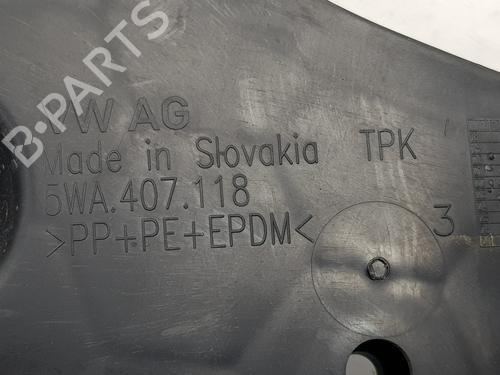 B-PARTS
VW AG
Made in Slovakia TPK
5WA.407.118
>PP+PE+EPDM< 3